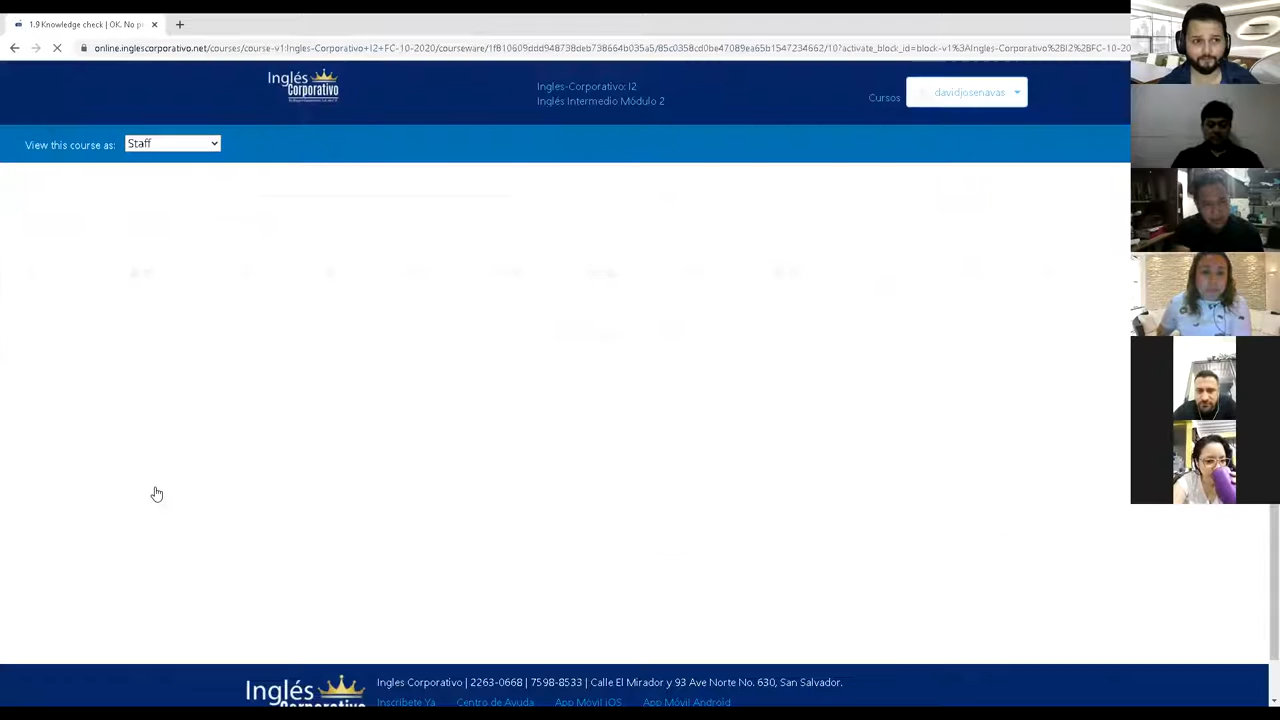 1.9 Knowledge check | OK. No p
online.inglescorporativo.net/courses/course-v1:Ingles-Corporativo+I2+FC-10-2020/courseware/1f810609ddd948738deb738664b035a5/85c0358cd0be47089ea65b1547234662/10?activate_block_id=block-v1%3AIngles-Corporativo%2BI2%2BFC-10-20
Inglés
Corporativo
Ingles-Corporativo: I2
Inglés Intermedio Módulo 2
Cursos
davidjosenavas
View this course as:
Staff
Inglés
Corporativo
Ingles Corporativo | 2263-0668 | 7598-8533 | Calle El Mirador y 93 Ave Norte No. 630, San Salvador.
Inscribete Ya
Centro de Ayuda
App Móvil iOS
App Móvil Android